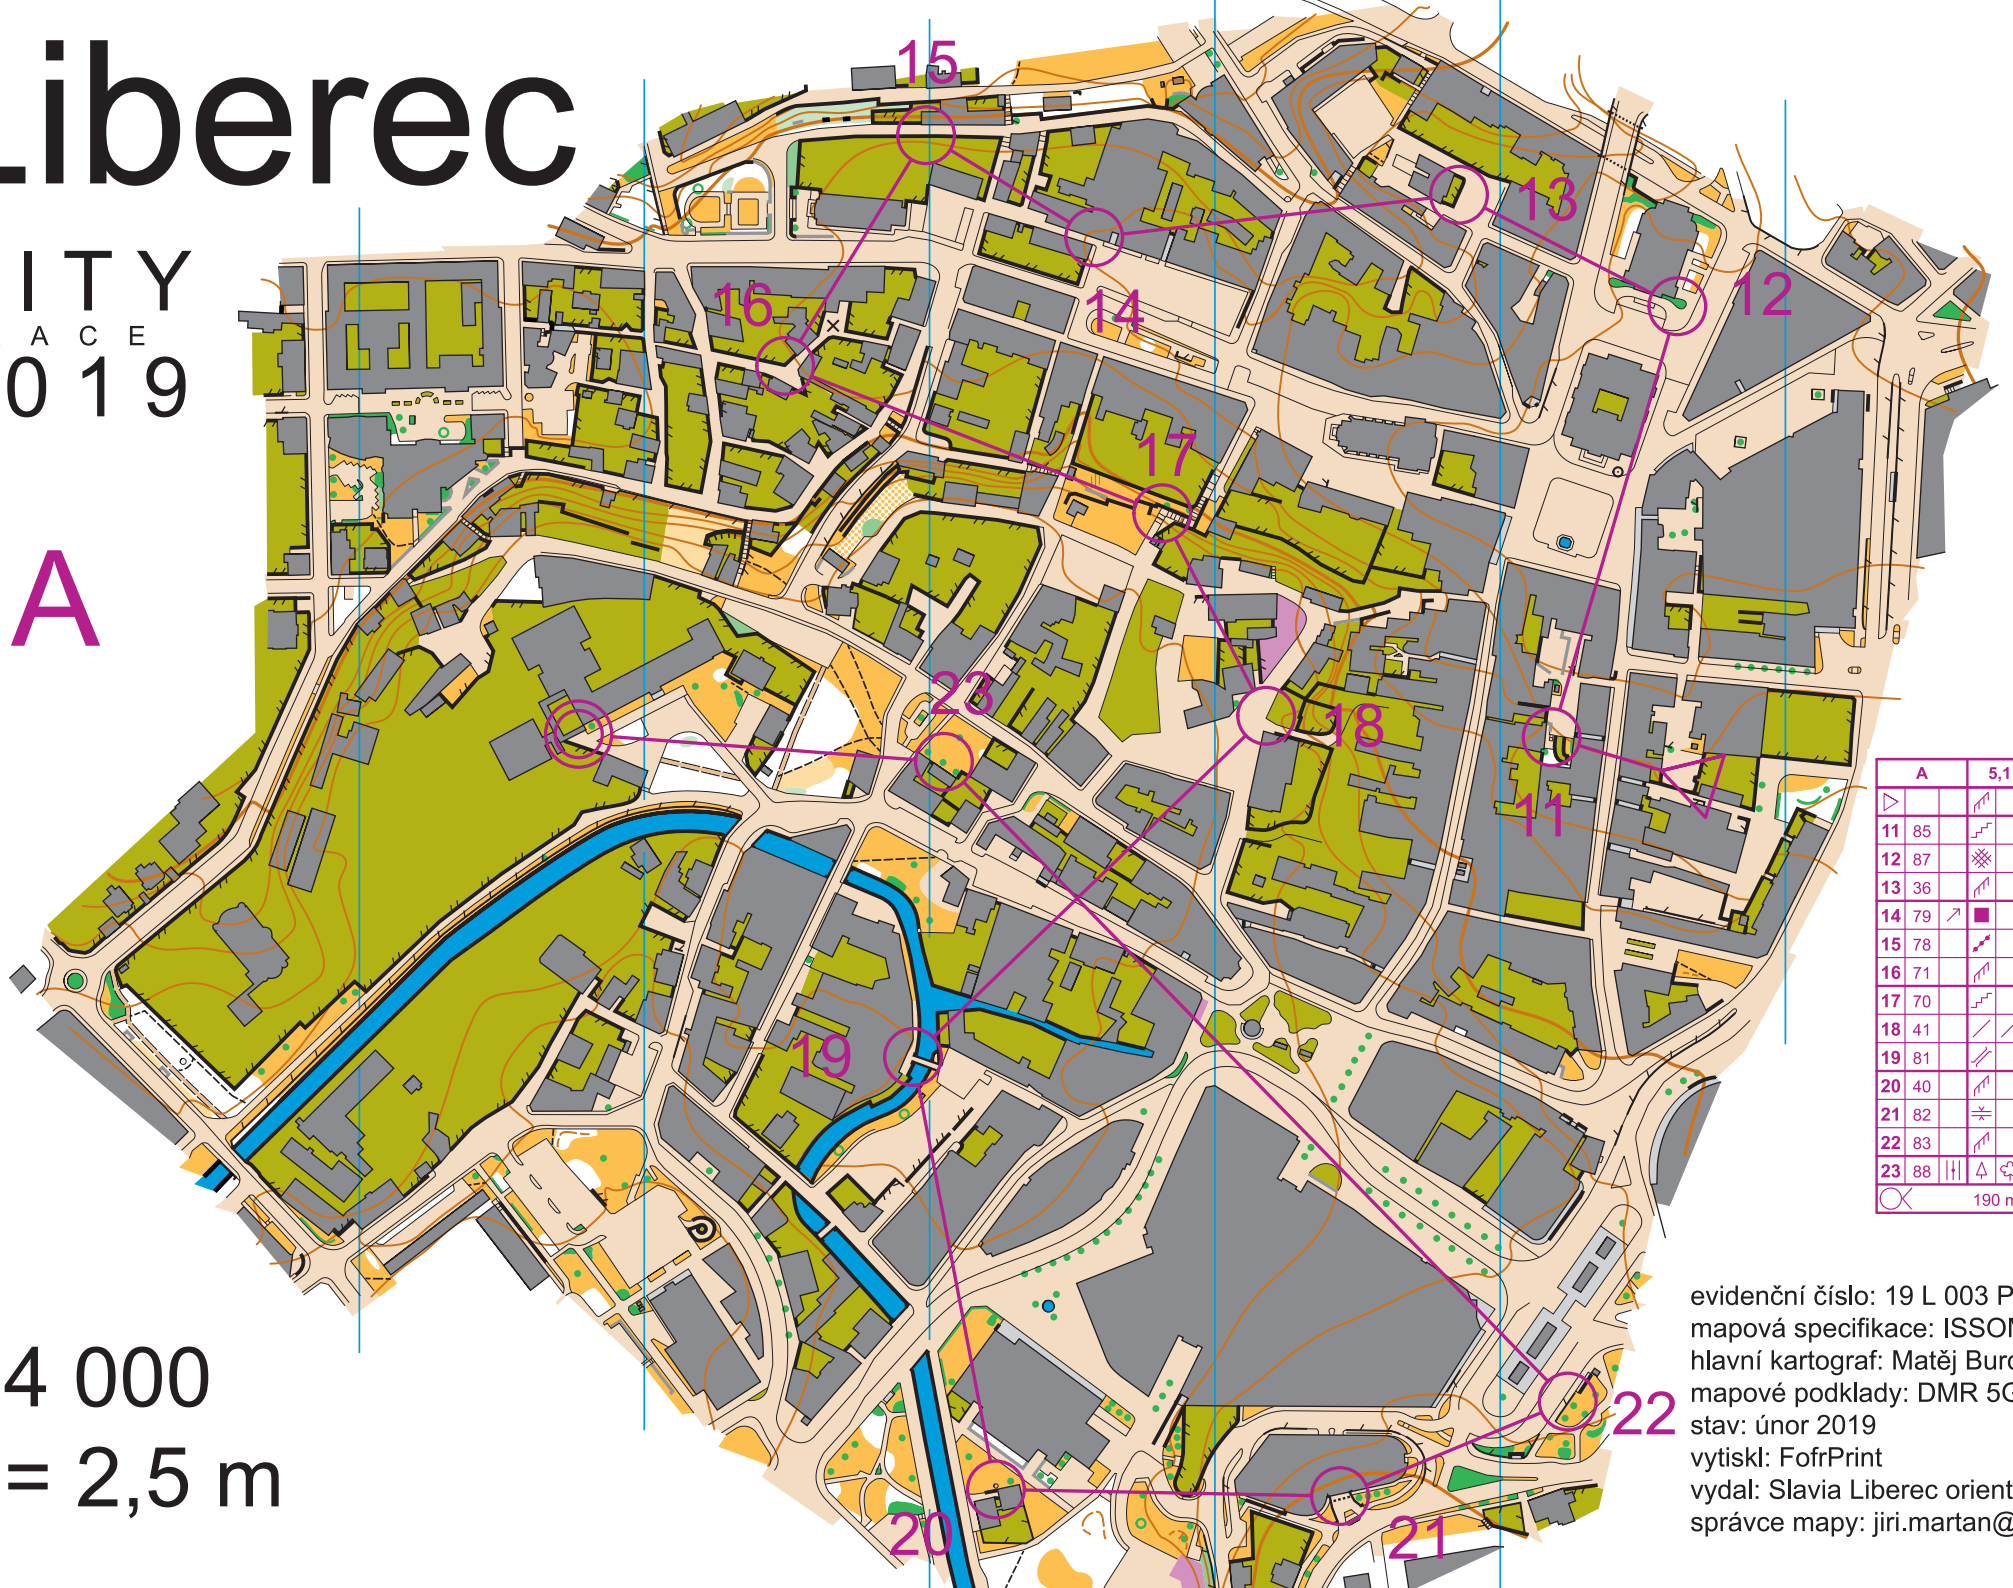 Liberec
ITY
ACE
019
A
4 000
= 2,5 m
15
13
12
16
14
17
23
18
11
19
20
21
22
A 5,1
11 85
12 87
13 36
14 79
15 78
16 71
17 70
18 41
19 81
20 40
21 82
22 83
23 88
190 m
evidenční číslo: 19 L 003 P
mapová specifikace: ISSOM
hlavní kartograf: Matěj Burd
mapové podklady: DMR 5G
stav: únor 2019
vytiskl: FofrPrint
vydal: Slavia Liberec orient
správce mapy: jiri.martan@